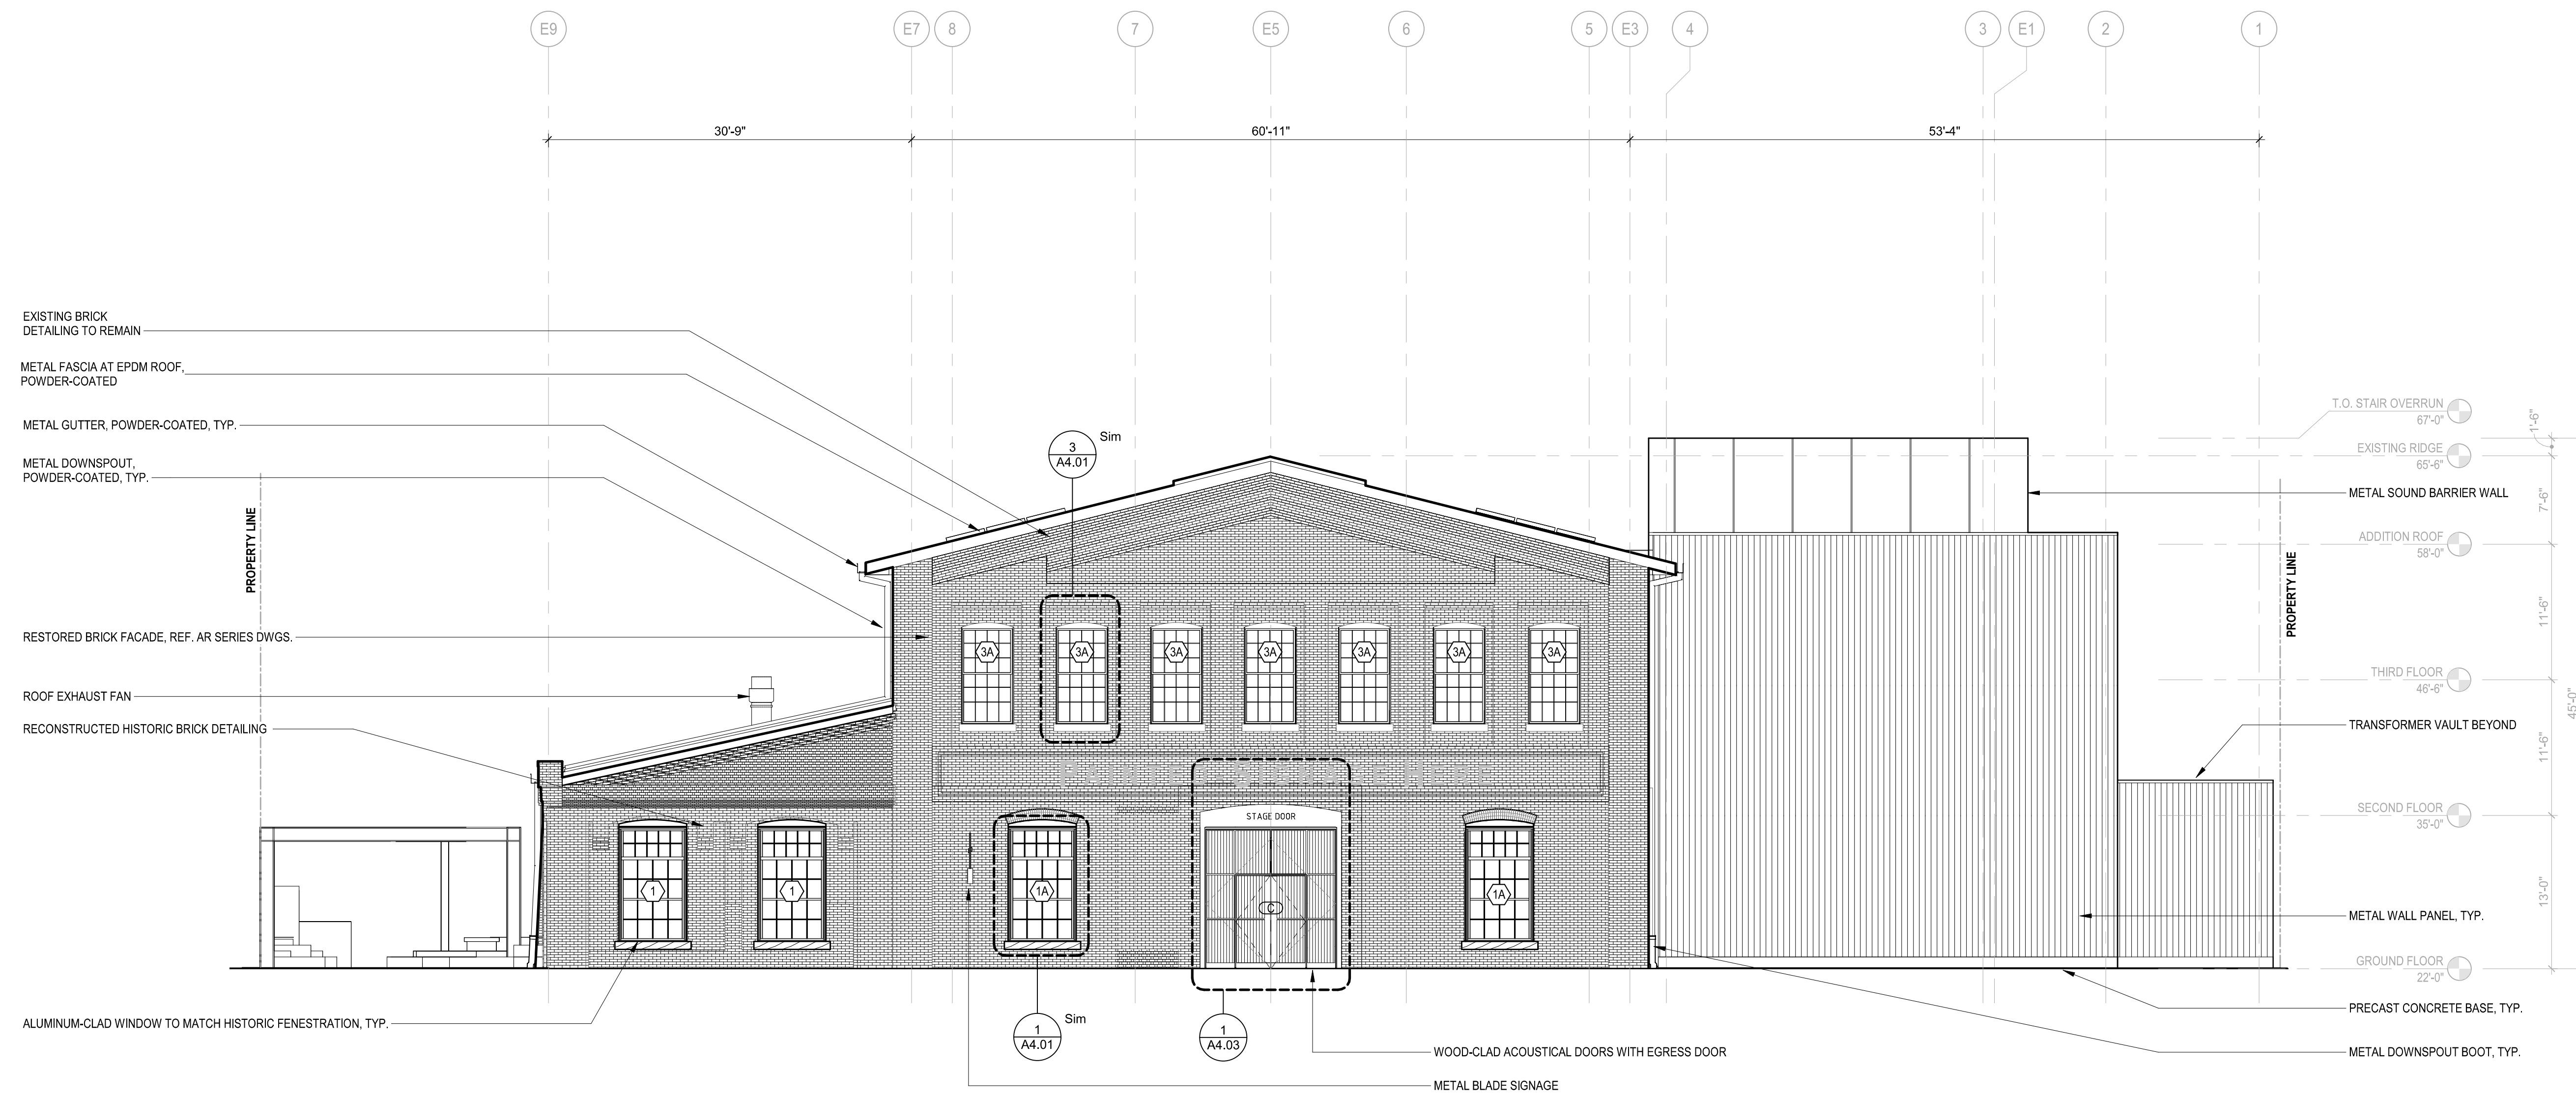 E9
E7
8
7
E5
6
5
E3
4
3
E1
2
1
30'-9"
60'-11"
53'-4"
EXISTING BRICK
DETAILING TO REMAIN
METAL FASCIA AT EPDM ROOF,
POWDER-COATED
METAL GUTTER, POWDER-COATED, TYP.
METAL DOWNSPOUT,
POWDER-COATED, TYP.
PROPERTY LINE
RESTORED BRICK FACADE, REF. AR SERIES DWGS.
ROOF EXHAUST FAN
RECONSTRUCTED HISTORIC BRICK DETAILING
ALUMINUM-CLAD WINDOW TO MATCH HISTORIC FENESTRATION, TYP.
3
A4.01
Sim
3A
3A
3A
3A
3A
3A
3A
PAINTED SIGNAGE HERE
STAGE DOOR
1
1
1A
C
1A
1
A4.01
Sim
1
A4.03
WOOD-CLAD ACOUSTICAL DOORS WITH EGRESS DOOR
METAL BLADE SIGNAGE
T.O. STAIR OVERRUN
67'-0"
EXISTING RIDGE
65'-6"
METAL SOUND BARRIER WALL
ADDITION ROOF
58'-0"
PROPERTY LINE
THIRD FLOOR
46'-6"
TRANSFORMER VAULT BEYOND
SECOND FLOOR
35'-0"
METAL WALL PANEL, TYP.
GROUND FLOOR
22'-0"
PRECAST CONCRETE BASE, TYP.
METAL DOWNSPOUT BOOT, TYP.
1'-6"
7'-6"
11'-6"
11'-6"
13'-0"
45'-0"